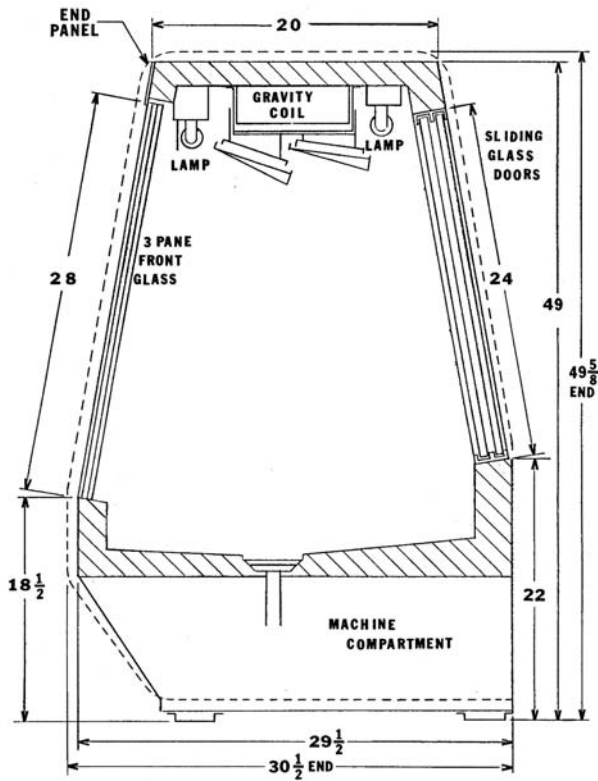 END
PANEL
20
GRAVITY
COIL
LAMP
LAMP
SLIDING
GLASS
DOORS
3 PANE
FRONT
GLASS
28
24
49
49 5/8
END
18 1/2
22
MACHINE
COMPARTMENT
29 1/2
30 1/2 END